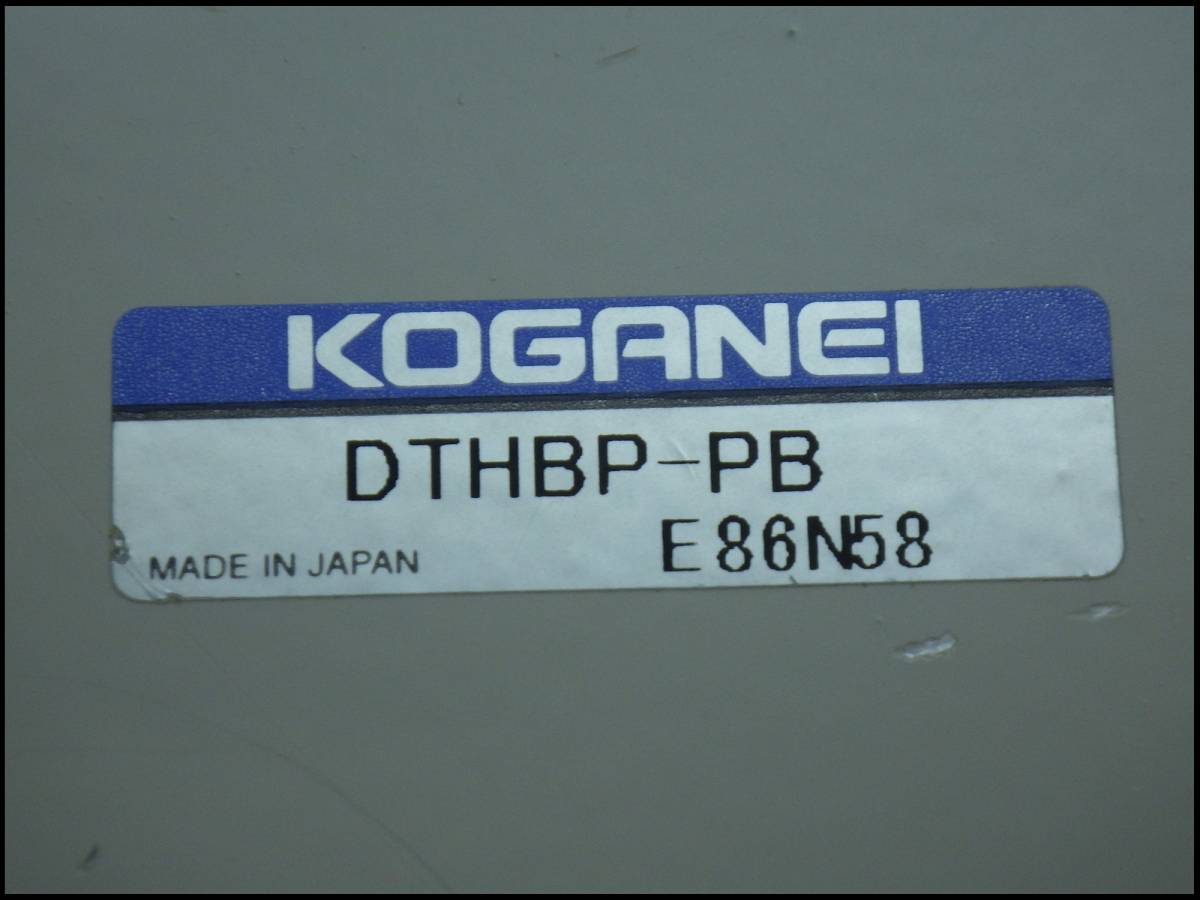 KOGANEI
DTHBP-PB
E86N58
MADE IN JAPAN